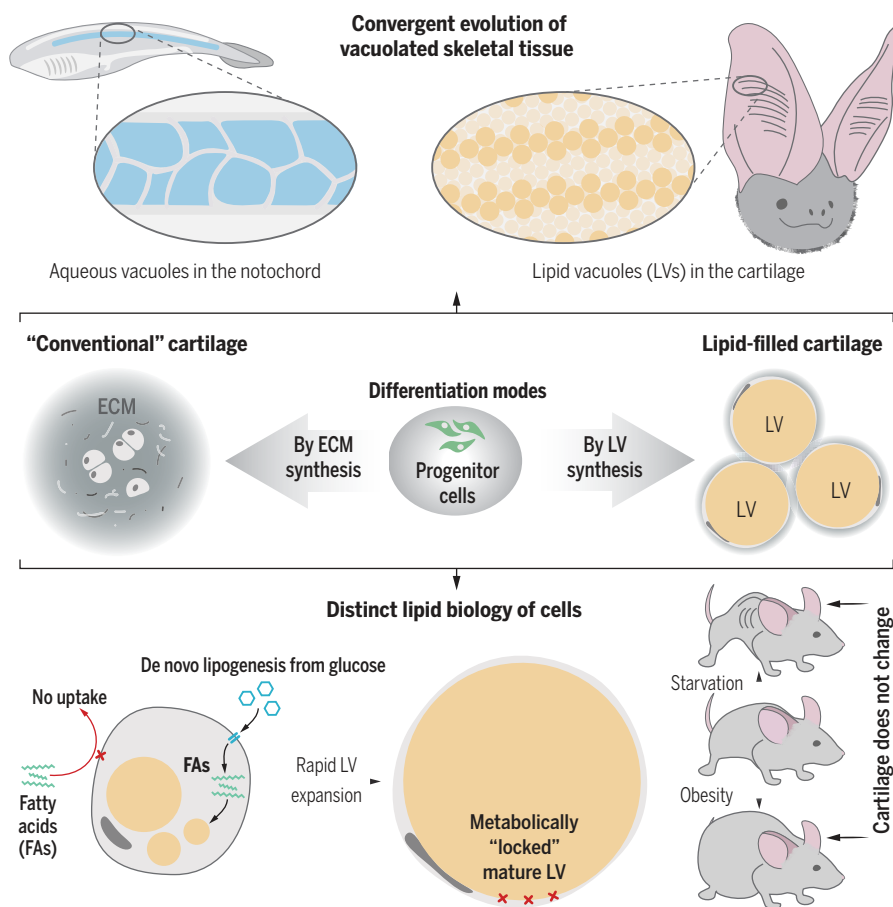 Convergent evolution of
vacuolated skeletal tissue
Aqueous vacuoles in the notochord
Lipid vacuoles (LVs) in the cartilage
“Conventional” cartilage
Lipid-filled cartilage
ECM
Differentiation modes
By ECM
synthesis
Progenitor
cells
By LV
synthesis
LV
LV
LV
Distinct lipid biology of cells
De novo lipogenesis from glucose
No uptake
FAs
Fatty
acids
(FAs)
Rapid LV
expansion
Metabolically
“locked”
mature LV
Starvation
Obesity
Cartilage does not change